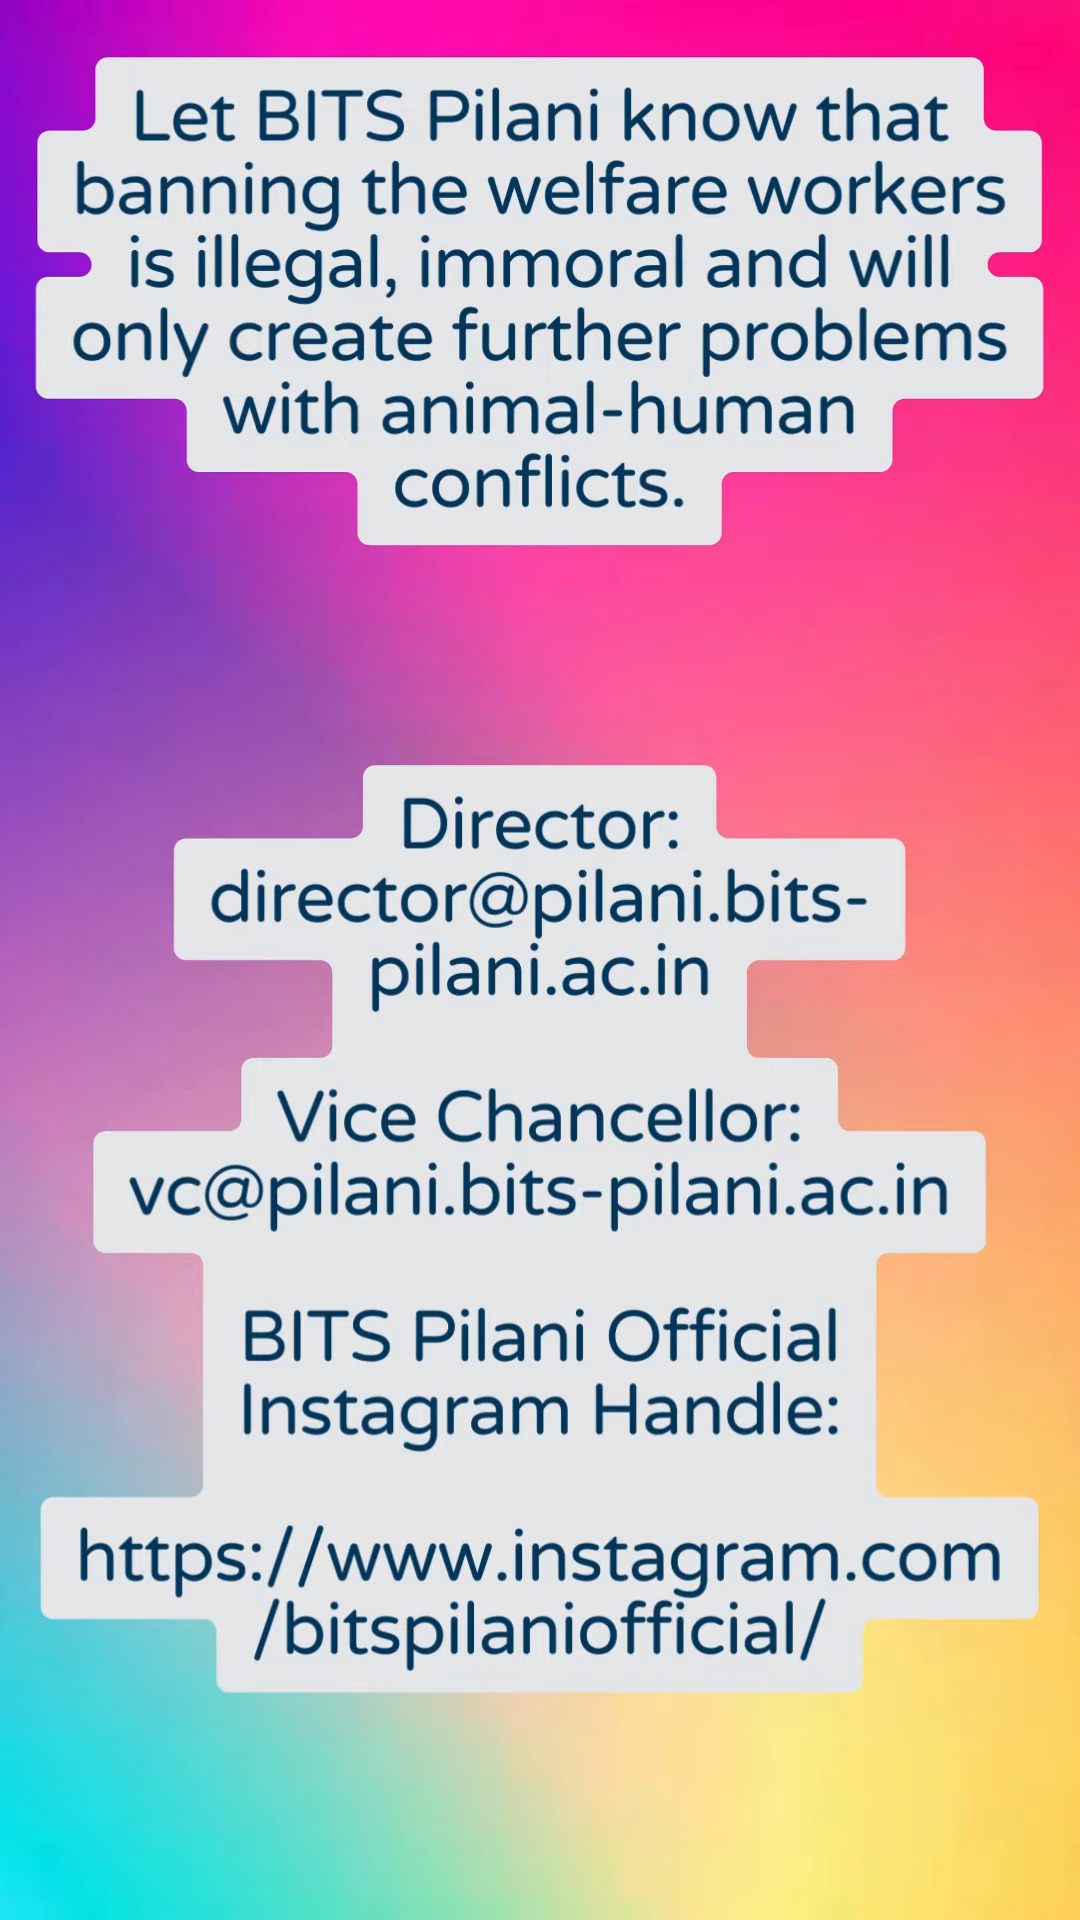 Let BITS Pilani know that
banning the welfare workers
is illegal, immoral and will
only create further problems
with animal-human
conflicts.
Director:
director@pilani.bits-
pilani.ac.in
Vice Chancellor:
vc@pilani.bits-pilani.ac.in
BITS Pilani Official
Instagram Handle:
https://www.instagram.com
/bitspilaniofficial/